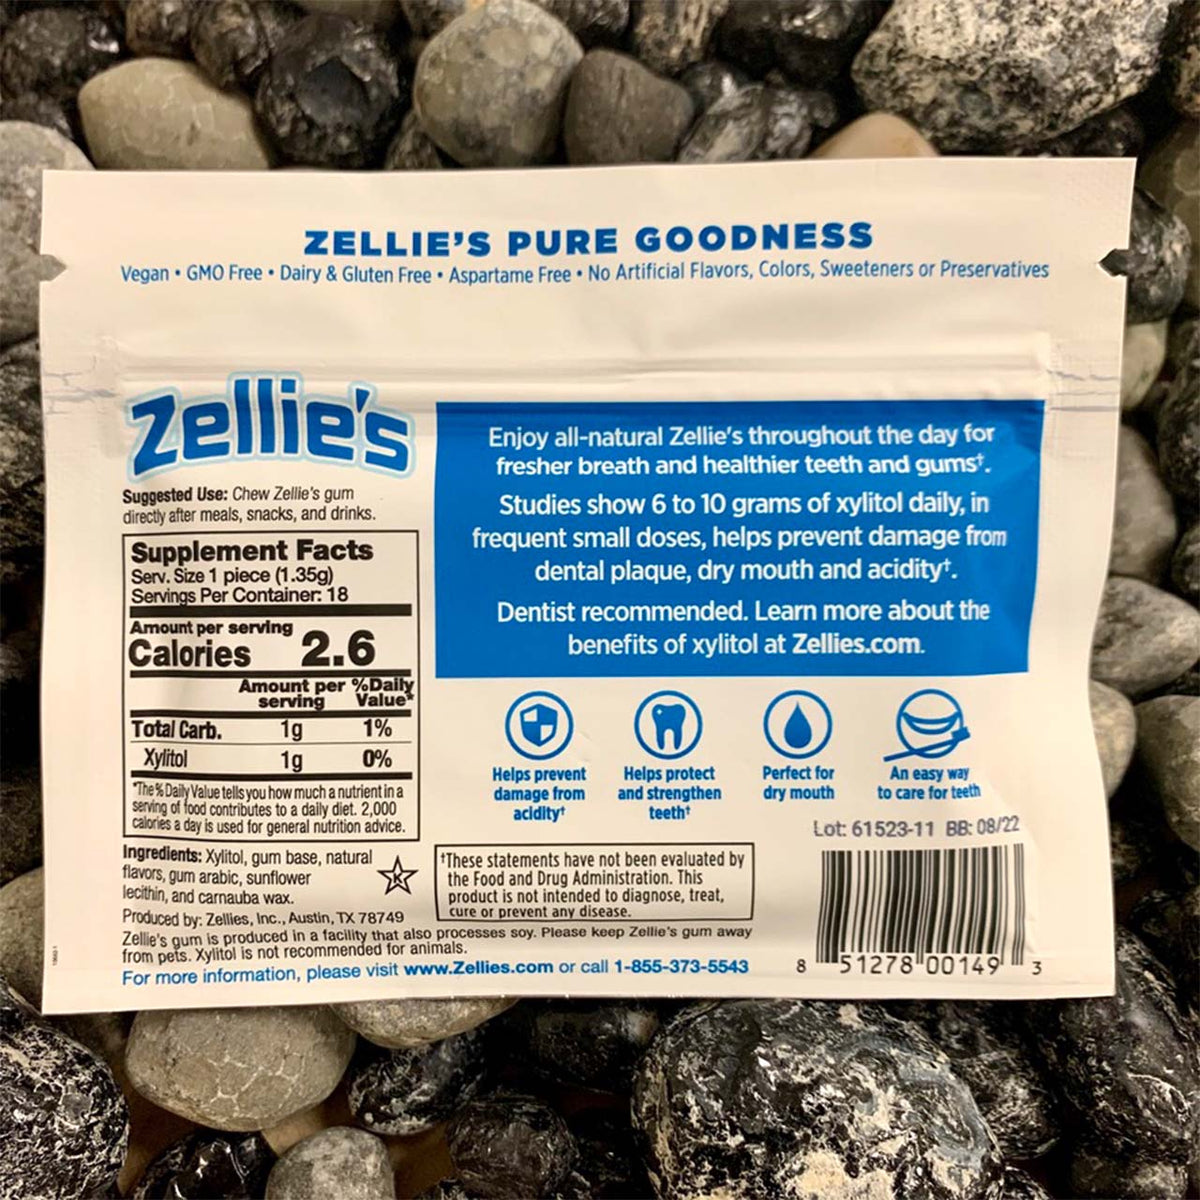 ZELLIE'S PURE GOODNESS
Vegan • GMO Free • Dairy & Gluten Free • Aspartame Free • No Artificial Flavors, Colors, Sweeteners or Preservatives
Zellie's
Suggested Use: Chew Zellie's gum
directly after meals, snacks, and drinks.
Supplement Facts
Serv. Size 1 piece (1.35g)
Servings Per Container: 18
Amount per serving
Calories 2.6
Amount per %Daily
serving Value*
Total Carb. 1g 1%
Xylitol 1g 0%
*The % Daily Value tells you how much a nutrient in a
serving of food contributes to a daily diet. 2,000
calories a day is used for general nutrition advice.
Ingredients: Xylitol, gum base, natural
flavors, gum arabic, sunflower
lecithin, and carnauba wax.
K
Produced by: Zellies, Inc., Austin, TX 78749
Zellie's gum is produced in a facility that also processes soy. Please keep Zellie's gum away
from pets. Xylitol is not recommended for animals.
For more information, please visit www.Zellies.com or call 1-855-373-5543
Enjoy all-natural Zellie's throughout the day for
fresher breath and healthier teeth and gums†.
Studies show 6 to 10 grams of xylitol daily, in
frequent small doses, helps prevent damage from
dental plaque, dry mouth and acidity†.
Dentist recommended. Learn more about the
benefits of xylitol at Zellies.com.
Helps prevent
damage from
acidity†
Helps protect
and strengthen
teeth†
Perfect for
dry mouth
An easy way
to care for teeth
Lot: 61523-11 BB: 08/22
†These statements have not been evaluated by
the Food and Drug Administration. This
product is not intended to diagnose, treat,
cure or prevent any disease.
8 51278 00149 3